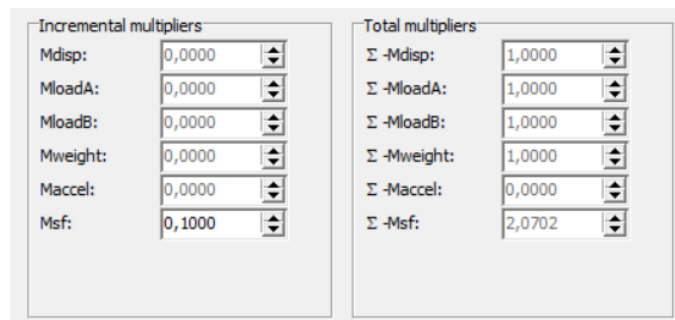 Incremental multipliers
Total multipliers
Mdisp: 0,0000 Σ -Mdisp: 1,0000
MloadA: 0,0000 Σ -MloadA: 1,0000
MloadB: 0,0000 Σ -MloadB: 1,0000
Mweight: 0,0000 Σ -Mweight: 1,0000
Maccel: 0,0000 Σ -Maccel: 0,0000
Msf: 0,1000 Σ -Msf: 2,0702